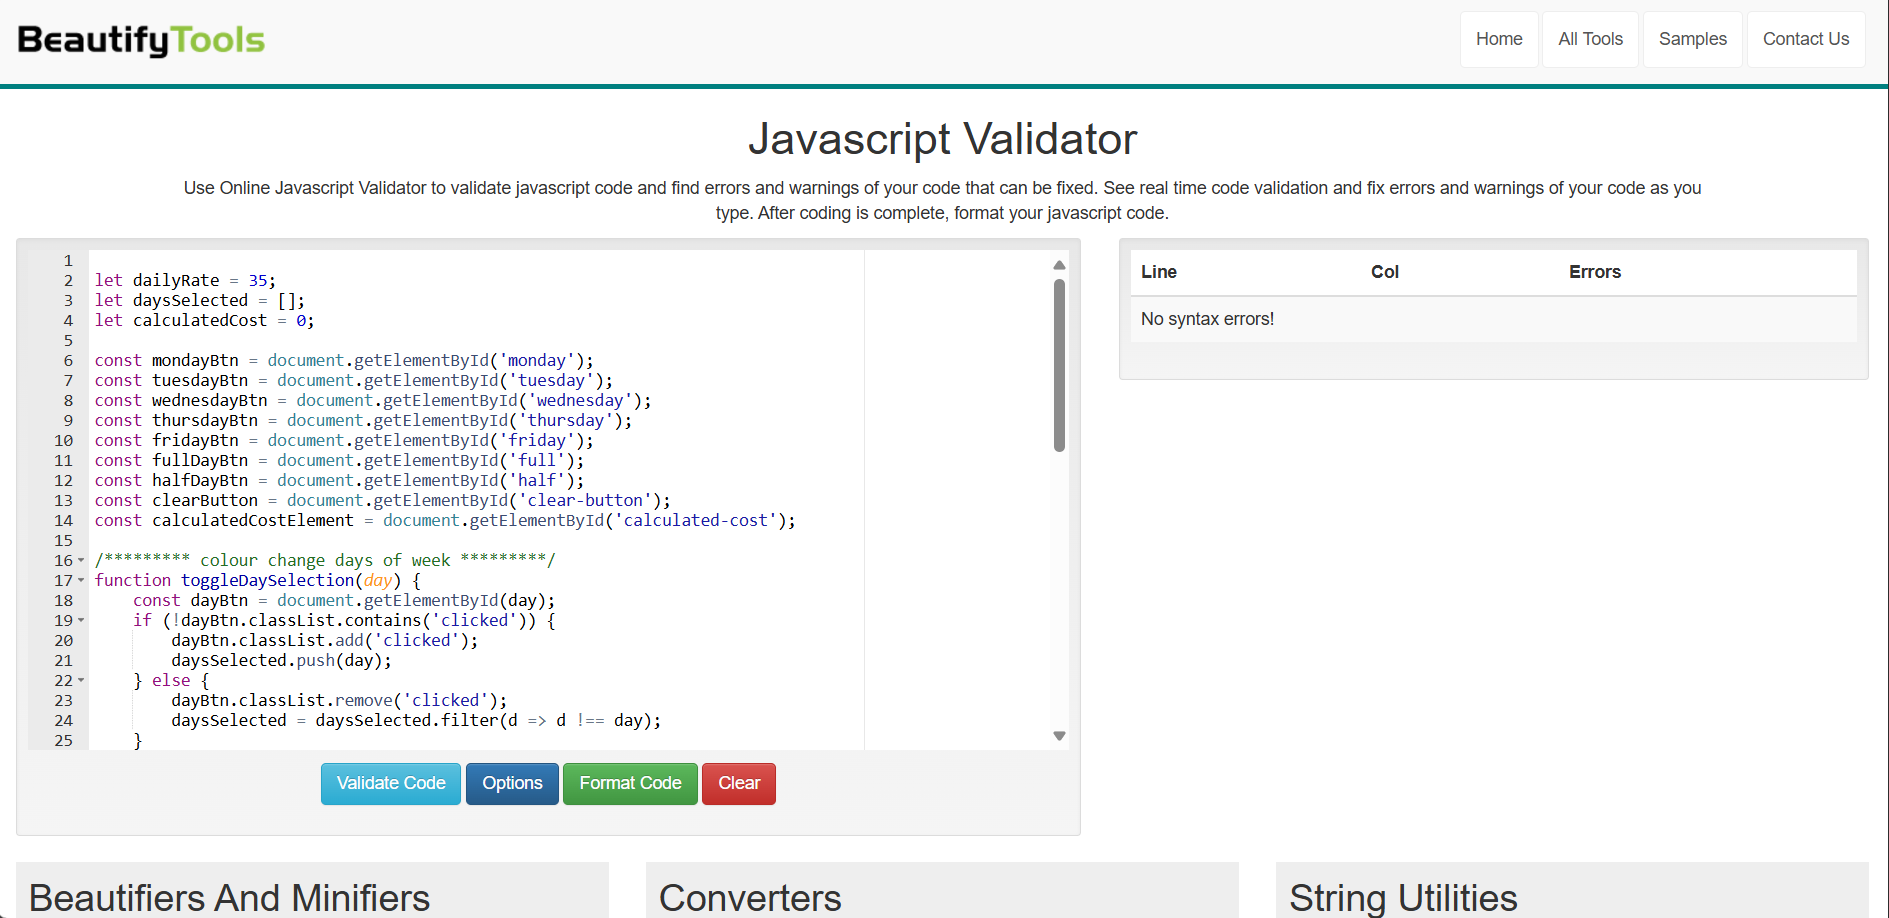 BeautifyTools
Home All Tools Samples Contact Us
Javascript Validator
Use Online Javascript Validator to validate javascript code and find errors and warnings of your code that can be fixed. See real time code validation and fix errors and warnings of your code as you
type. After coding is complete, format your javascript code.
1
2 let dailyRate = 35;
3 let daysSelected = [];
4 let calculatedCost = 0;
5
6 const mondayBtn = document.getElementById('monday');
7 const tuesdayBtn = document.getElementById('tuesday');
8 const wednesdayBtn = document.getElementById('wednesday');
9 const thursdayBtn = document.getElementById('thursday');
10 const fridayBtn = document.getElementById('friday');
11 const fullDayBtn = document.getElementById('full');
12 const halfDayBtn = document.getElementById('half');
13 const clearButton = document.getElementById('clear-button');
14 const calculatedCostElement = document.getElementById('calculated-cost');
15
16 /********* colour change days of week *********/
17 function toggleDaySelection(day) {
18     const dayBtn = document.getElementById(day);
19     if (!dayBtn.classList.contains('clicked')) {
20         dayBtn.classList.add('clicked');
21         daysSelected.push(day);
22     } else {
23         dayBtn.classList.remove('clicked');
24         daysSelected = daysSelected.filter(d => d !== day);
25     }
Validate Code Options Format Code Clear
Line Col Errors
No syntax errors!
Beautifiers And Minifiers Converters String Utilities